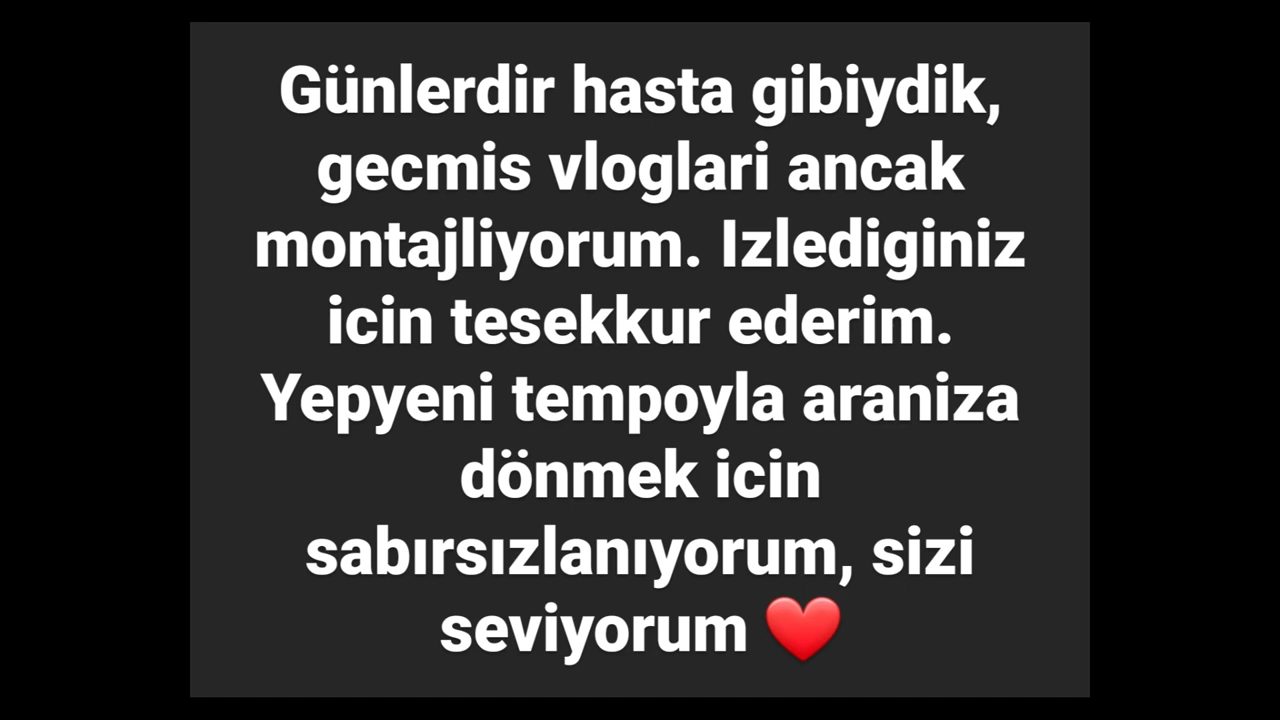 Günlerdir hasta gibiydik,
gecmis vloglari ancak
montajliyorum. Izlediginiz
icin tesekkur ederim.
Yepyeni tempoyla araniza
dönmek icin
sabırsızlanıyorum, sizi
seviyorum ❤️